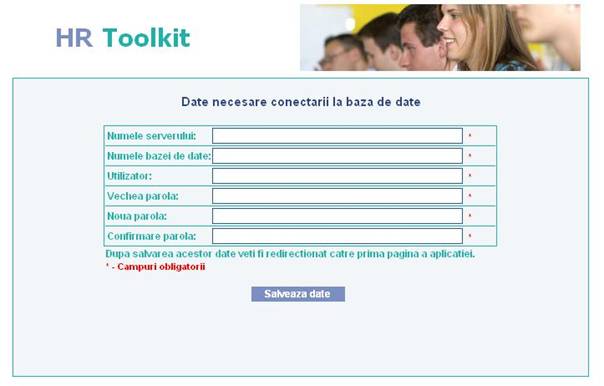 HR Toolkit
Date necesare conectarii la baza de date
Numele serverului: *
Numele bazei de date: *
Utilizator: *
Vechea parola: *
Noua parola: *
Confirmare parola: *
Dupa salvarea acestor date veti fi redirectionat catre prima pagina a aplicatiei.
* - Campuri obligatorii
Salveaza date